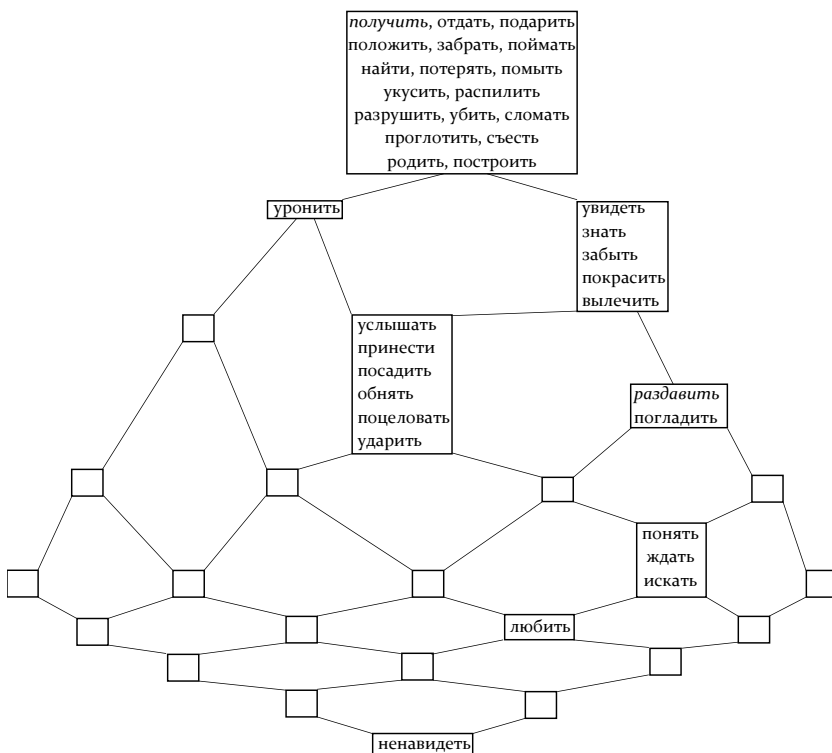 получить, отдать, подарить
положить, забрать, поймать
найти, потерять, помыть
укусить, распилить
разрушить, убить, сломать
проглотить, съесть
родить, построить
уронить
увидеть
знать
забыть
покрасить
вылечить
услышать
принести
посадить
обнять
поцеловать
ударить
раздавить
погладить
понять
ждать
искать
любить
ненавидеть